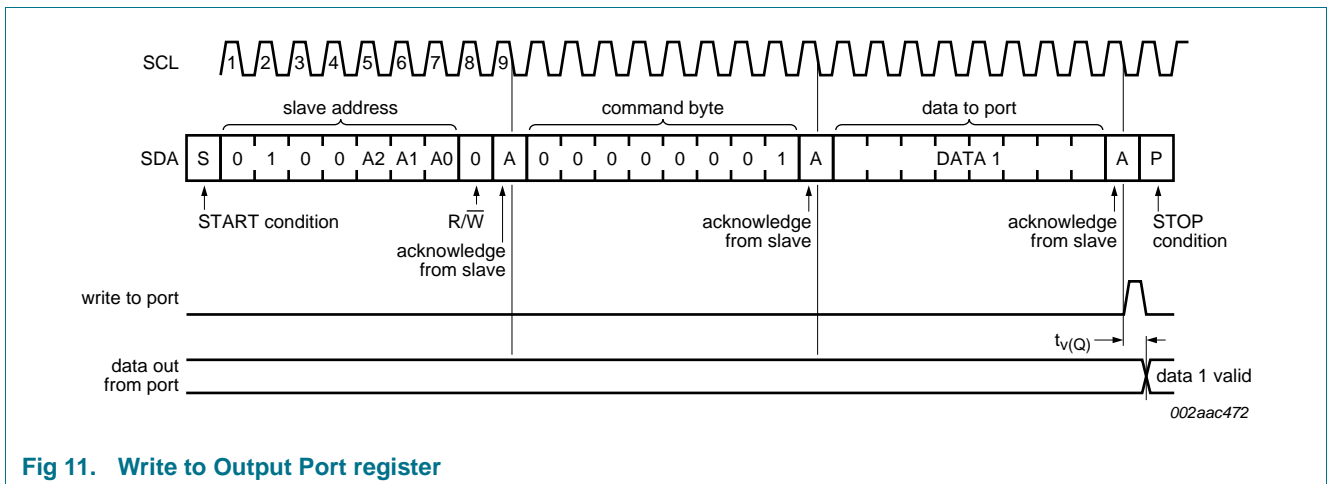 SCL 1 2 3 4 5 6 7 8 9
slave address command byte data to port
SDA S 0 1 0 0 A2 A1 A0 0 A 0 0 0 0 0 0 0 1 A DATA 1 A P
START condition R/W̅ acknowledge from slave acknowledge from slave acknowledge from slave STOP condition
write to port
tv(Q)
data out
from port
data 1 valid
002aac472
Fig 11. Write to Output Port register